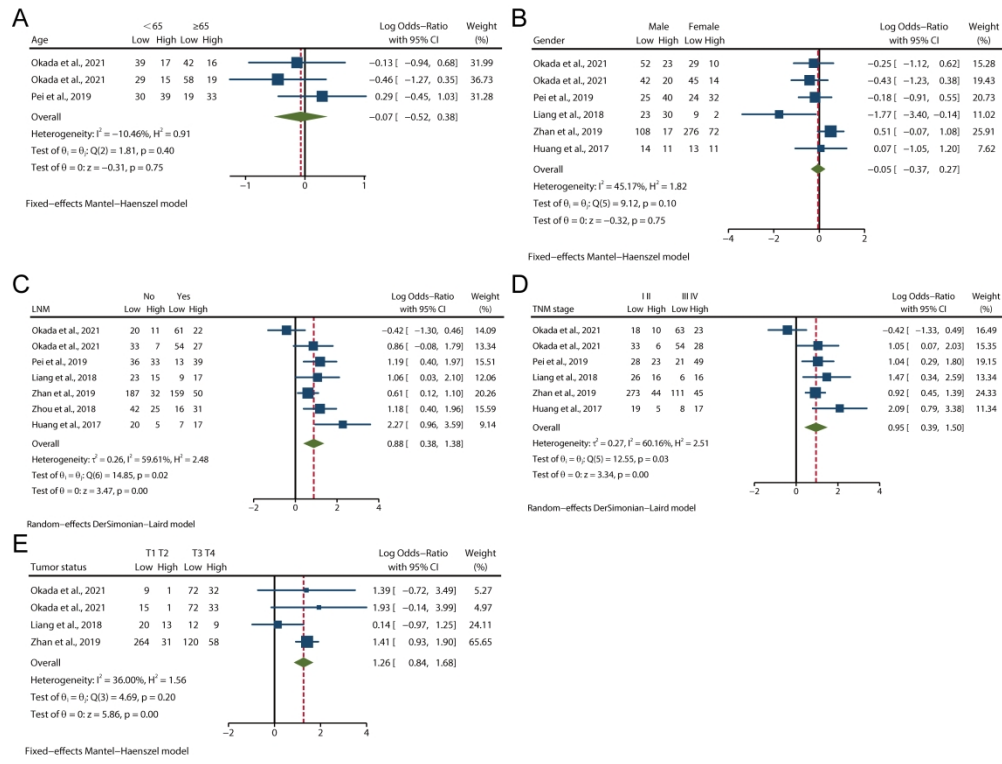 A
<65 ≥65 Log Odds−Ratio Weight
Age Low High Low High with 95% CI (%)
Okada et al., 2021 39 17 42 16 −0.13 [ −0.94, 0.68] 31.99
Okada et al., 2021 29 15 58 19 −0.46 [ −1.27, 0.35] 36.73
Pei et al., 2019 30 39 19 33 0.29 [ −0.45, 1.03] 31.28
Overall −0.07 [ −0.52, 0.38]
Heterogeneity: I² = −10.46%, H² = 0.91
Test of θᵢ = θⱼ: Q(2) = 1.81, p = 0.40
Test of θ = 0: z = −0.31, p = 0.75
−1 0 1
Fixed−effects Mantel−Haenszel model
B
Male Female Log Odds−Ratio Weight
Gender Low High Low High with 95% CI (%)
Okada et al., 2021 52 23 29 10 −0.25 [ −1.12, 0.62] 15.28
Okada et al., 2021 42 20 45 14 −0.43 [ −1.23, 0.38] 19.43
Pei et al., 2019 25 40 24 32 −0.18 [ −0.91, 0.55] 20.73
Liang et al., 2018 23 30 9 2 −1.77 [ −3.40, −0.14] 11.02
Zhan et al., 2019 108 17 276 72 0.51 [ −0.07, 1.08] 25.91
Huang et al., 2017 14 11 13 11 0.07 [ −1.05, 1.20] 7.62
Overall −0.05 [ −0.37, 0.27]
Heterogeneity: I² = 45.17%, H² = 1.82
Test of θᵢ = θⱼ: Q(5) = 9.12, p = 0.10
Test of θ = 0: z = −0.32, p = 0.75
−4 −2 0 2
Fixed−effects Mantel−Haenszel model
C
No Yes Log Odds−Ratio Weight
LNM Low High Low High with 95% CI (%)
Okada et al., 2021 20 11 61 22 −0.42 [ −1.30, 0.46] 14.09
Okada et al., 2021 33 7 54 27 0.86 [ −0.08, 1.79] 13.34
Pei et al., 2019 36 33 13 39 1.19 [ 0.40, 1.97] 15.51
Liang et al., 2018 23 15 9 17 1.06 [ 0.03, 2.10] 12.06
Zhan et al., 2019 187 32 159 50 0.61 [ 0.12, 1.10] 20.26
Zhou et al., 2018 42 25 16 31 1.18 [ 0.40, 1.96] 15.59
Huang et al., 2017 20 5 7 17 2.27 [ 0.96, 3.59] 9.14
Overall 0.88 [ 0.38, 1.38]
Heterogeneity: τ² = 0.26, I² = 59.61%, H² = 2.48
Test of θᵢ = θⱼ: Q(6) = 14.85, p = 0.02
Test of θ = 0: z = 3.47, p = 0.00
−2 0 2 4
Random−effects DerSimonian−Laird model
D
I II III IV Log Odds−Ratio Weight
TNM stage Low High Low High with 95% CI (%)
Okada et al., 2021 18 10 63 23 −0.42 [ −1.33, 0.49] 16.49
Okada et al., 2021 33 6 54 28 1.05 [ 0.07, 2.03] 15.35
Pei et al., 2019 28 23 21 49 1.04 [ 0.29, 1.80] 19.15
Liang et al., 2018 26 16 6 16 1.47 [ 0.34, 2.59] 13.34
Zhan et al., 2019 273 44 111 45 0.92 [ 0.45, 1.39] 24.33
Huang et al., 2017 19 5 8 17 2.09 [ 0.79, 3.38] 11.34
Overall 0.95 [ 0.39, 1.50]
Heterogeneity: τ² = 0.27, I² = 60.16%, H² = 2.51
Test of θᵢ = θⱼ: Q(5) = 12.55, p = 0.03
Test of θ = 0: z = 3.34, p = 0.00
−2 0 2 4
Random−effects DerSimonian−Laird model
E
T1 T2 T3 T4 Log Odds−Ratio Weight
Tumor status Low High Low High with 95% CI (%)
Okada et al., 2021 9 1 72 32 1.39 [ −0.72, 3.49] 5.27
Okada et al., 2021 15 1 72 33 1.93 [ −0.14, 3.99] 4.97
Liang et al., 2018 20 13 12 9 0.14 [ −0.97, 1.25] 24.11
Zhan et al., 2019 264 31 120 58 1.41 [ 0.93, 1.90] 65.65
Overall 1.26 [ 0.84, 1.68]
Heterogeneity: I² = 36.00%, H² = 1.56
Test of θᵢ = θⱼ: Q(3) = 4.69, p = 0.20
Test of θ = 0: z = 5.86, p = 0.00
−2 0 2 4
Fixed−effects Mantel−Haenszel model